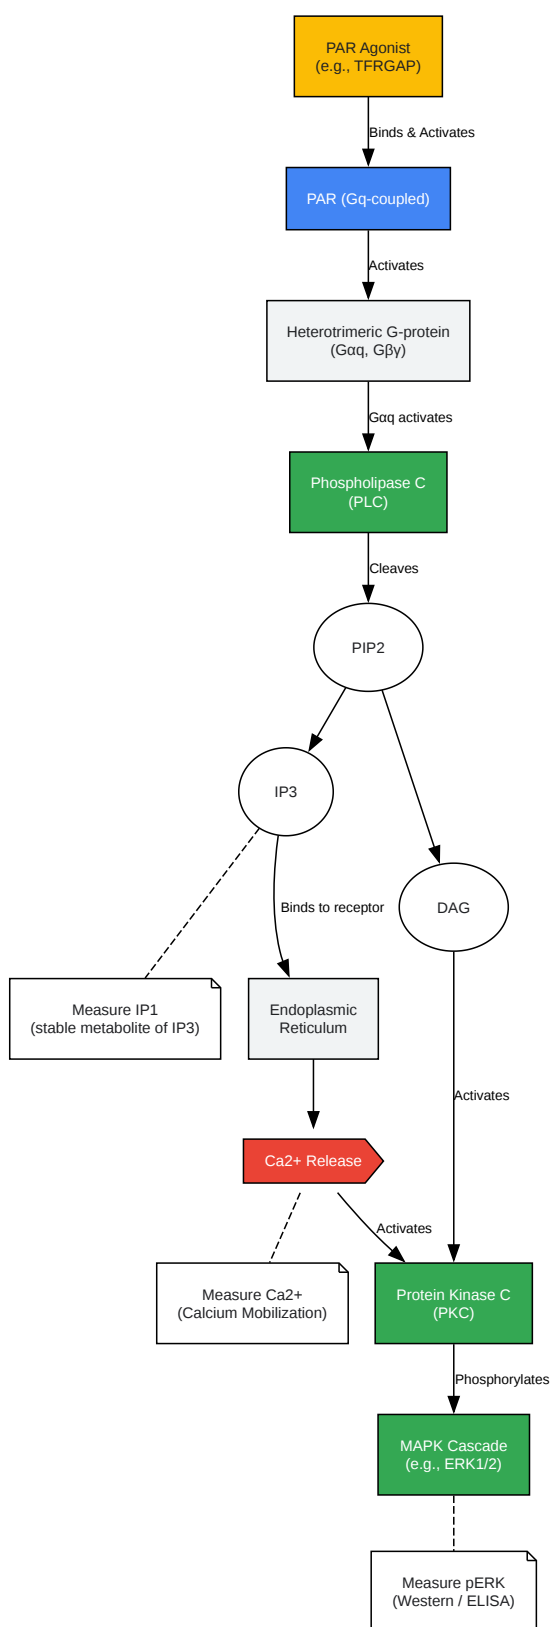 PAR Agonist
(e.g., TFRGAP)
Binds & Activates
PAR (Gq-coupled)
Activates
Heterotrimeric G-protein
(Gαq, Gβγ)
Gαq activates
Phospholipase C
(PLC)
Cleaves
PIP2
IP3
DAG
Binds to receptor
Measure IP1
(stable metabolite of IP3)
Endoplasmic
Reticulum
Activates
Ca2+ Release
Activates
Measure Ca2+
(Calcium Mobilization)
Protein Kinase C
(PKC)
Phosphorylates
MAPK Cascade
(e.g., ERK1/2)
Measure pERK
(Western / ELISA)